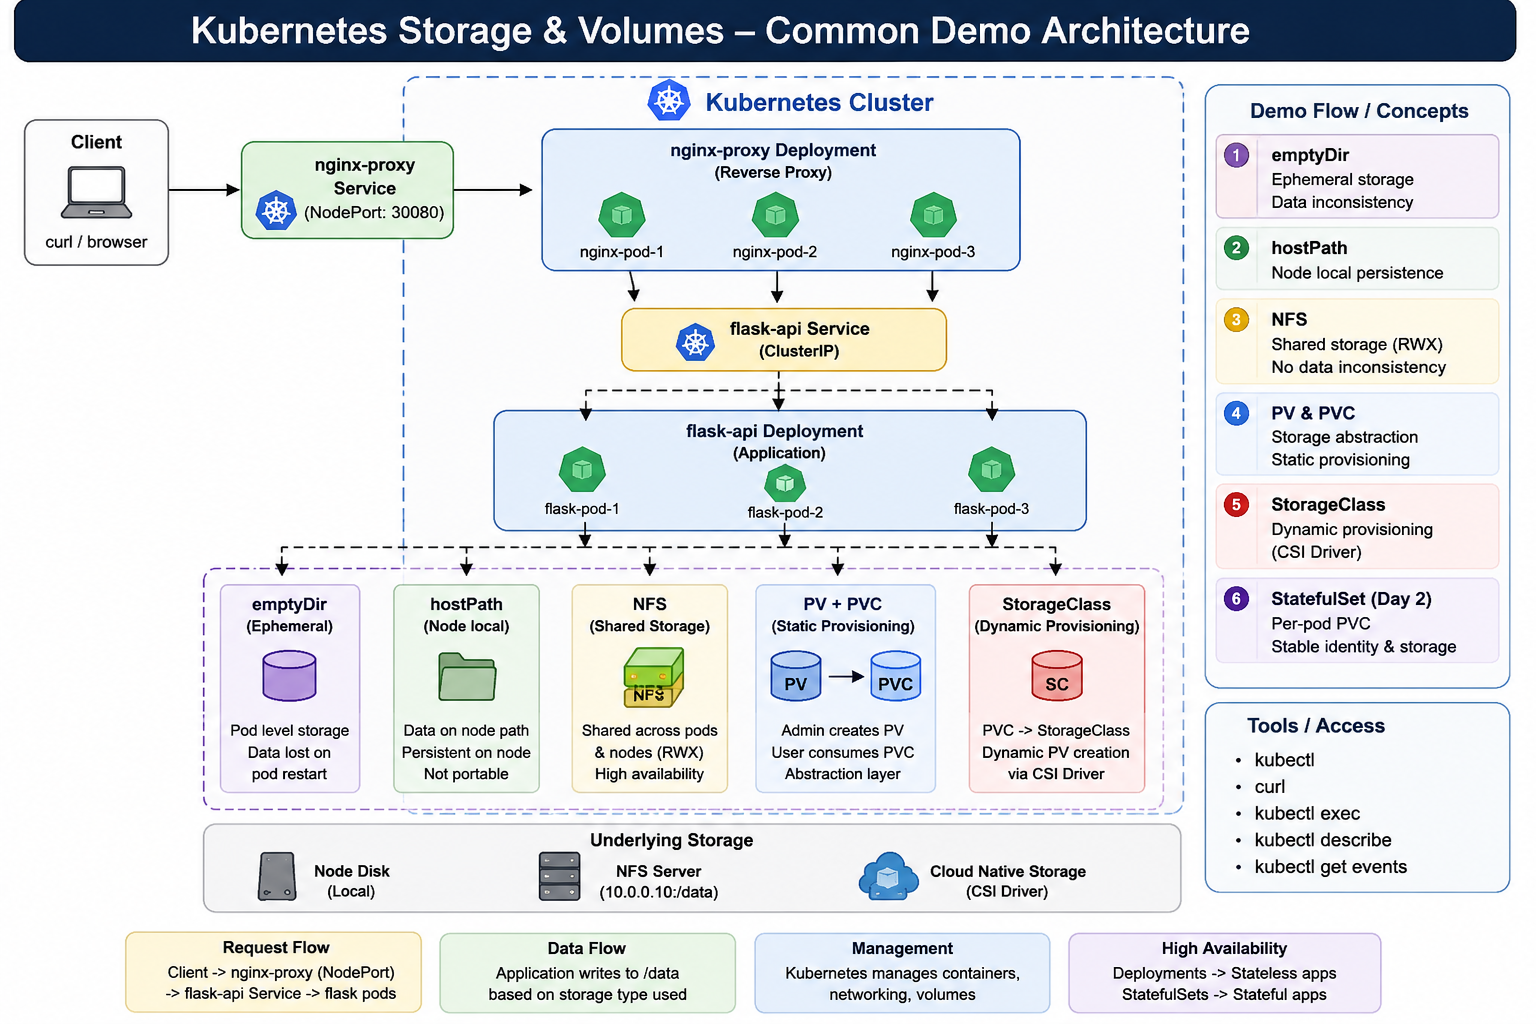 Kubernetes Storage & Volumes – Common Demo Architecture
Kubernetes Cluster
Client
curl / browser
nginx-proxy
Service
(NodePort: 30080)
nginx-proxy Deployment
(Reverse Proxy)
nginx-pod-1
nginx-pod-2
nginx-pod-3
flask-api Service
(ClusterIP)
flask-api Deployment
(Application)
flask-pod-1
flask-pod-2
flask-pod-3
emptyDir
(Ephemeral)
Pod level storage
Data lost on
pod restart
hostPath
(Node local)
Data on node path
Persistent on node
Not portable
NFS
(Shared Storage)
NFS
Shared across pods
& nodes (RWX)
High availability
PV + PVC
(Static Provisioning)
PV
PVC
Admin creates PV
User consumes PVC
Abstraction layer
StorageClass
(Dynamic Provisioning)
SC
PVC -> StorageClass
Dynamic PV creation
via CSI Driver
Underlying Storage
Node Disk
(Local)
NFS Server
(10.0.0.10:/data)
Cloud Native Storage
(CSI Driver)
Demo Flow / Concepts
1 emptyDir
Ephemeral storage
Data inconsistency
2 hostPath
Node local persistence
3 NFS
Shared storage (RWX)
No data inconsistency
4 PV & PVC
Storage abstraction
Static provisioning
5 StorageClass
Dynamic provisioning
(CSI Driver)
6 StatefulSet (Day 2)
Per-pod PVC
Stable identity & storage
Tools / Access
• kubectl
• curl
• kubectl exec
• kubectl describe
• kubectl get events
Request Flow
Client -> nginx-proxy (NodePort)
-> flask-api Service -> flask pods
Data Flow
Application writes to /data
based on storage type used
Management
Kubernetes manages containers,
networking, volumes
High Availability
Deployments -> Stateless apps
StatefulSets -> Stateful apps